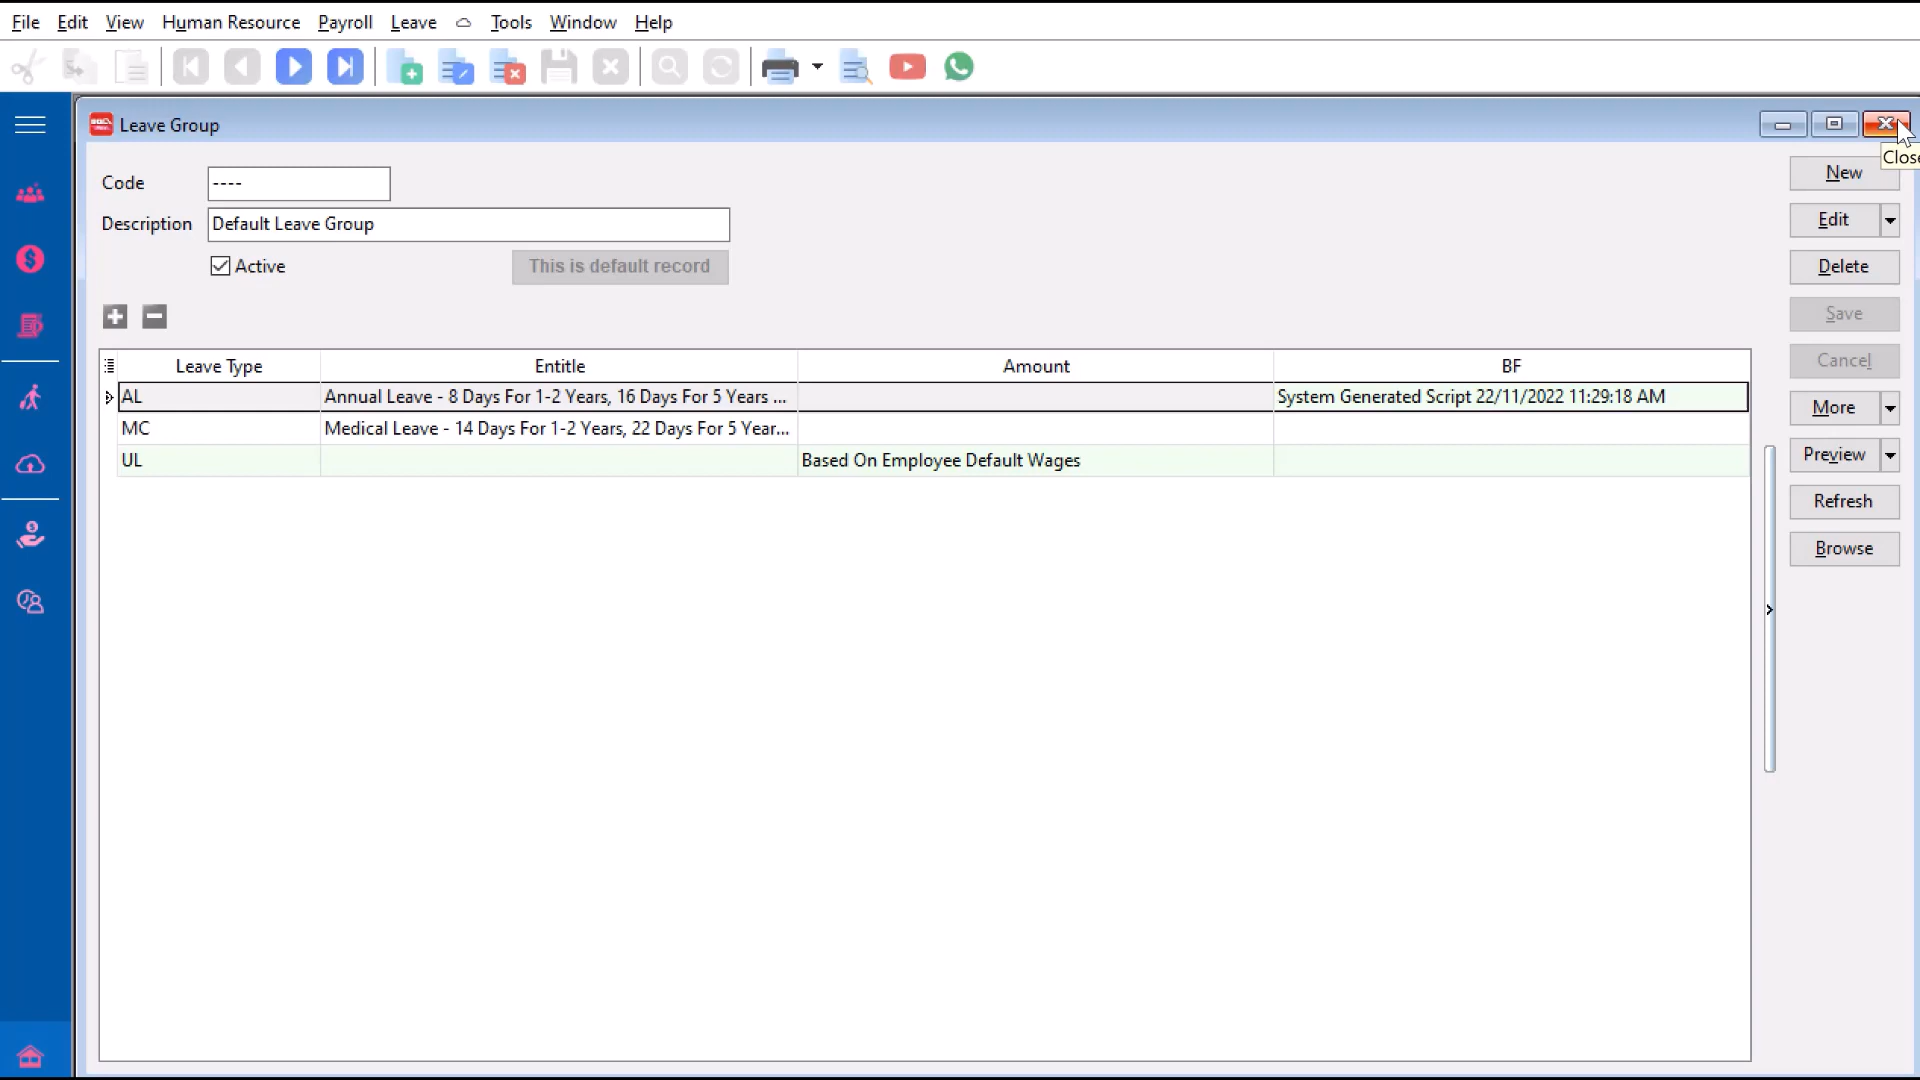 File Edit View Human Resource Payroll Leave Tools Window Help
Leave Group
Close
Code ----
Description Default Leave Group
Active This is default record
New
Edit
Delete
Save
Cancel
More
Preview
Refresh
Browse
Leave Type Entitle Amount BF
AL Annual Leave - 8 Days For 1-2 Years, 16 Days For 5 Years ... System Generated Script 22/11/2022 11:29:18 AM
MC Medical Leave - 14 Days For 1-2 Years, 22 Days For 5 Year...
UL Based On Employee Default Wages